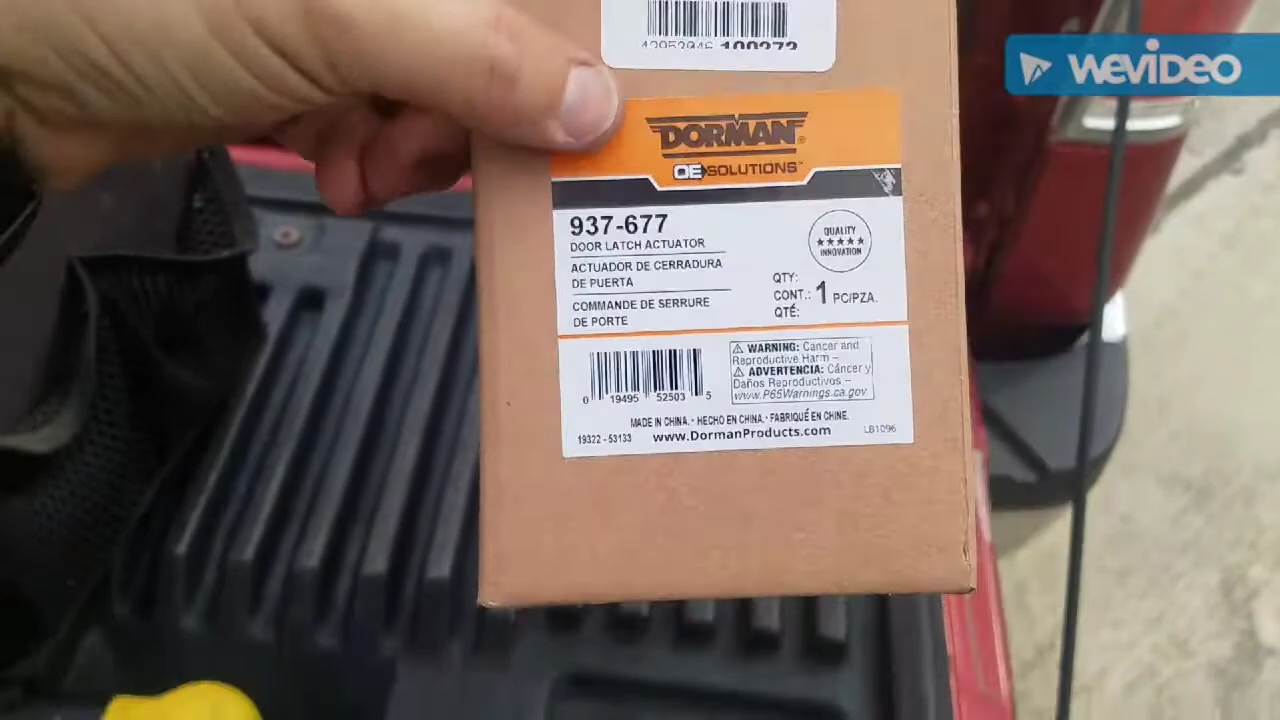 WEVIDEO
DORMAN®
OE SOLUTIONS™
937-677
DOOR LATCH ACTUATOR
ACTUADOR DE CERRADURA
DE PUERTA
COMMANDE DE SERRURE
DE PORTE
QUALITY
★★★★★
INNOVATION
QTY:
CONT.: 1 PC/PZA.
QTÉ:
⚠ WARNING: Cancer and
Reproductive Harm –
⚠ ADVERTENCIA: Cáncer y
Daños Reproductivos –
www.P65Warnings.ca.gov
0 19495 52503 5
MADE IN CHINA. • HECHO EN CHINA. • FABRIQUÉ EN CHINE.
19322 - 53133 www.DormanProducts.com LB1096